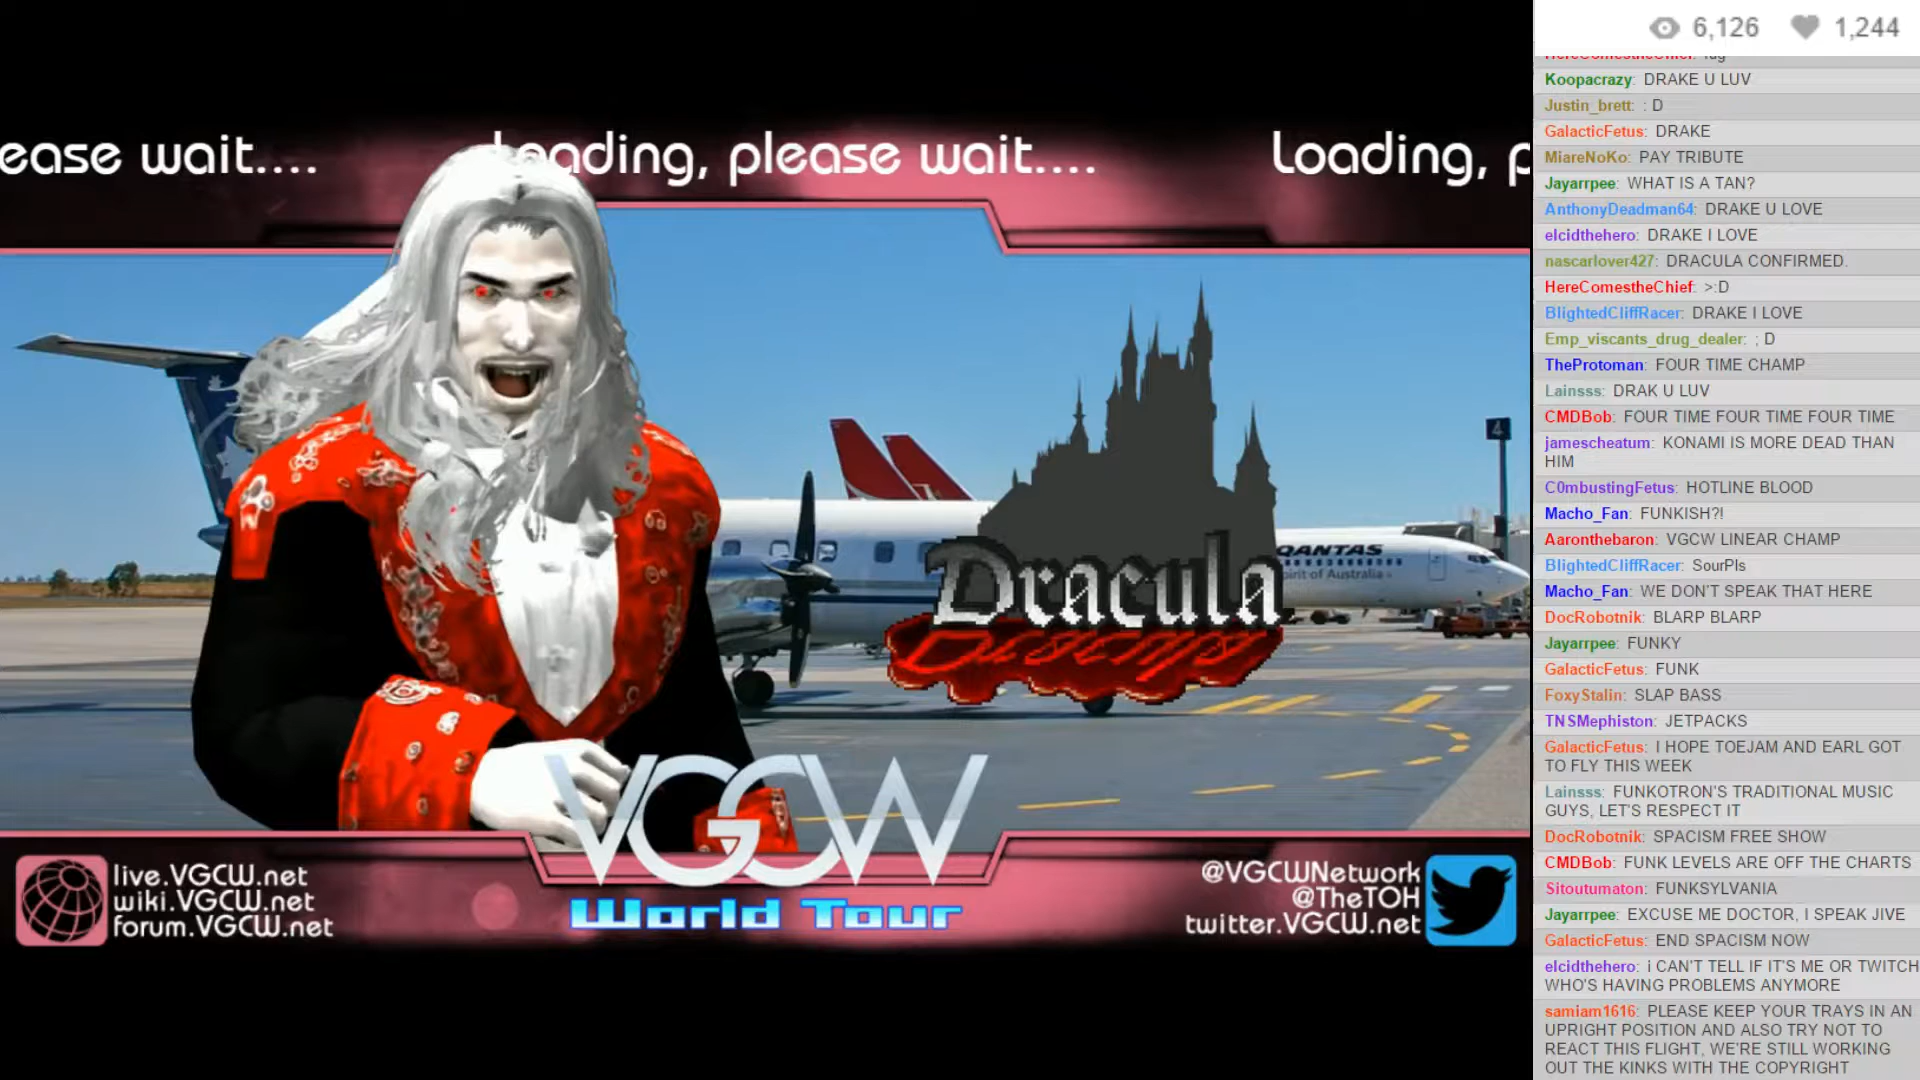 ease wait....
Loading, please wait....
Loading, p
4
QANTAS
Spirit of Australia
Dracula
VGCW
World Tour
live.VGCW.net
wiki.VGCW.net
forum.VGCW.net
@VGCWNetwork
@TheTOH
twitter.VGCW.net
6,126 1,244
HereComestheChief: fug
Koopacrazy: DRAKE U LUV
Justin_brett: : D
GalacticFetus: DRAKE
MiareNoKo: PAY TRIBUTE
Jayarrpee: WHAT IS A TAN?
AnthonyDeadman64: DRAKE U LOVE
elcidthehero: DRAKE I LOVE
nascarlover427: DRACULA CONFIRMED.
HereComestheChief: >:D
BlightedCliffRacer: DRAKE I LOVE
Emp_viscants_drug_dealer: ; D
TheProtoman: FOUR TIME CHAMP
Lainsss: DRAK U LUV
CMDBob: FOUR TIME FOUR TIME FOUR TIME
jamescheatum: KONAMI IS MORE DEAD THAN
HIM
C0mbustingFetus: HOTLINE BLOOD
Macho_Fan: FUNKISH?!
Aaronthebaron: VGCW LINEAR CHAMP
BlightedCliffRacer: SourPls
Macho_Fan: WE DON'T SPEAK THAT HERE
DocRobotnik: BLARP BLARP
Jayarrpee: FUNKY
GalacticFetus: FUNK
FoxyStalin: SLAP BASS
TNSMephiston: JETPACKS
GalacticFetus: I HOPE TOEJAM AND EARL GOT
TO FLY THIS WEEK
Lainsss: FUNKOTRON'S TRADITIONAL MUSIC
GUYS, LET'S RESPECT IT
DocRobotnik: SPACISM FREE SHOW
CMDBob: FUNK LEVELS ARE OFF THE CHARTS
Sitoutumaton: FUNKSYLVANIA
Jayarrpee: EXCUSE ME DOCTOR, I SPEAK JIVE
GalacticFetus: END SPACISM NOW
elcidthehero: i CAN'T TELL IF IT'S ME OR TWITCH
WHO'S HAVING PROBLEMS ANYMORE
samiam1616: PLEASE KEEP YOUR TRAYS IN AN
UPRIGHT POSITION AND ALSO TRY NOT TO
REACT THIS FLIGHT, WE'RE STILL WORKING
OUT THE KINKS WITH THE COPYRIGHT